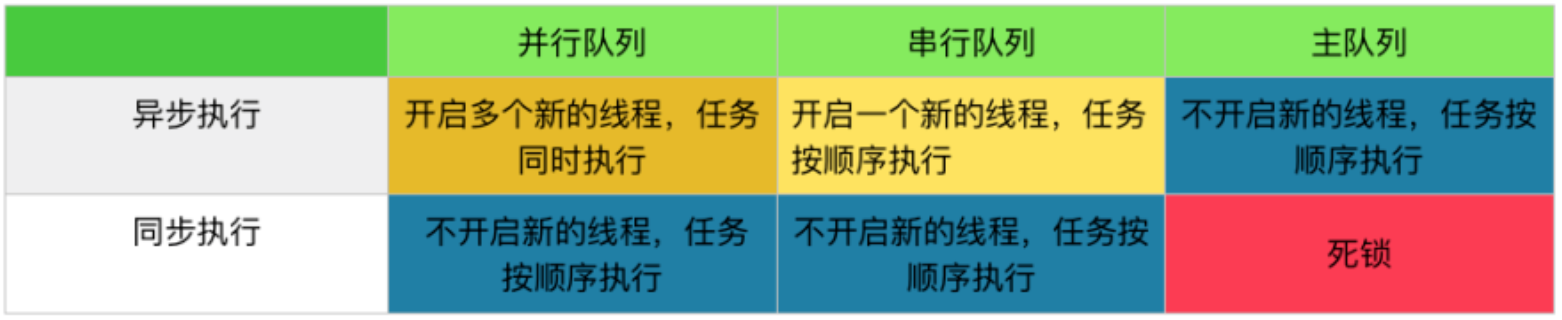 并行队列
串行队列
主队列
异步执行
开启多个新的线程，任务
同时执行
开启一个新的线程，任务
按顺序执行
不开启新的线程，任务按
顺序执行
同步执行
不开启新的线程，任务
按顺序执行
不开启新的线程，任务按
顺序执行
死锁